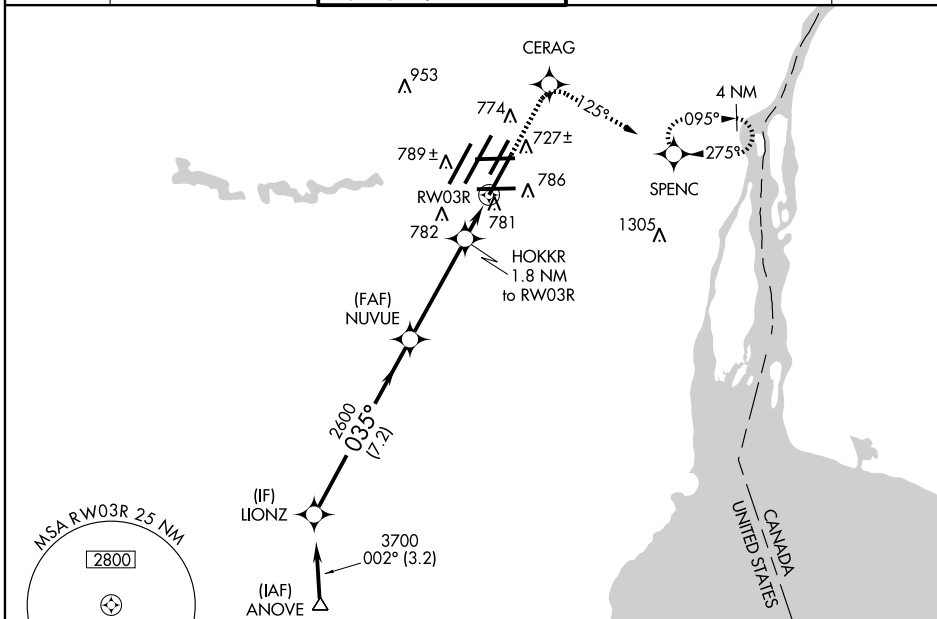 CERAG
953
774
125°
4 NM
095°
727±
789±
275°
SPENC
RW03R
786
781
782
1305
HOKKR
1.8 NM
to RW03R
(FAF)
NUVUE
2600
035°
(7.2)
(IF)
LIONZ
MSA RW03R 25 NM
2800
3700
002° (3.2)
(IAF)
ANOVE
CANADA
UNITED STATES